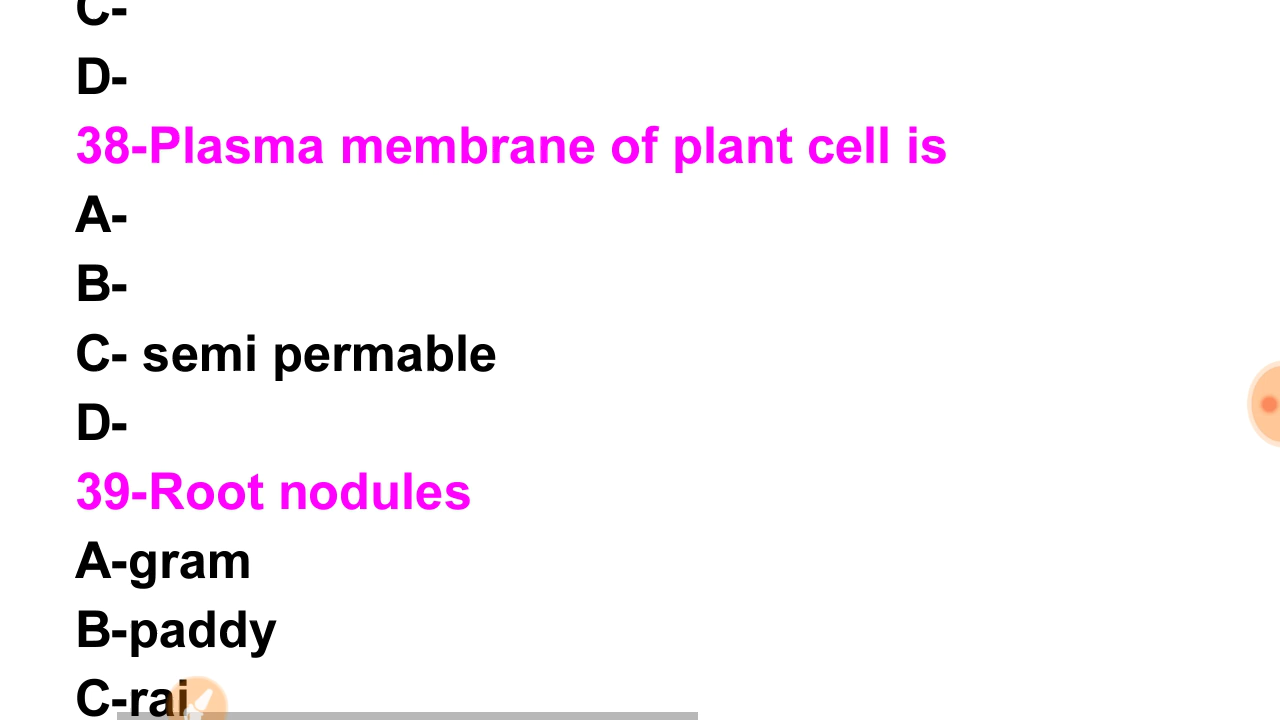 C-
D-
38-Plasma membrane of plant cell is
A-
B-
C- semi permable
D-
39-Root nodules
A-gram
B-paddy
C-rai